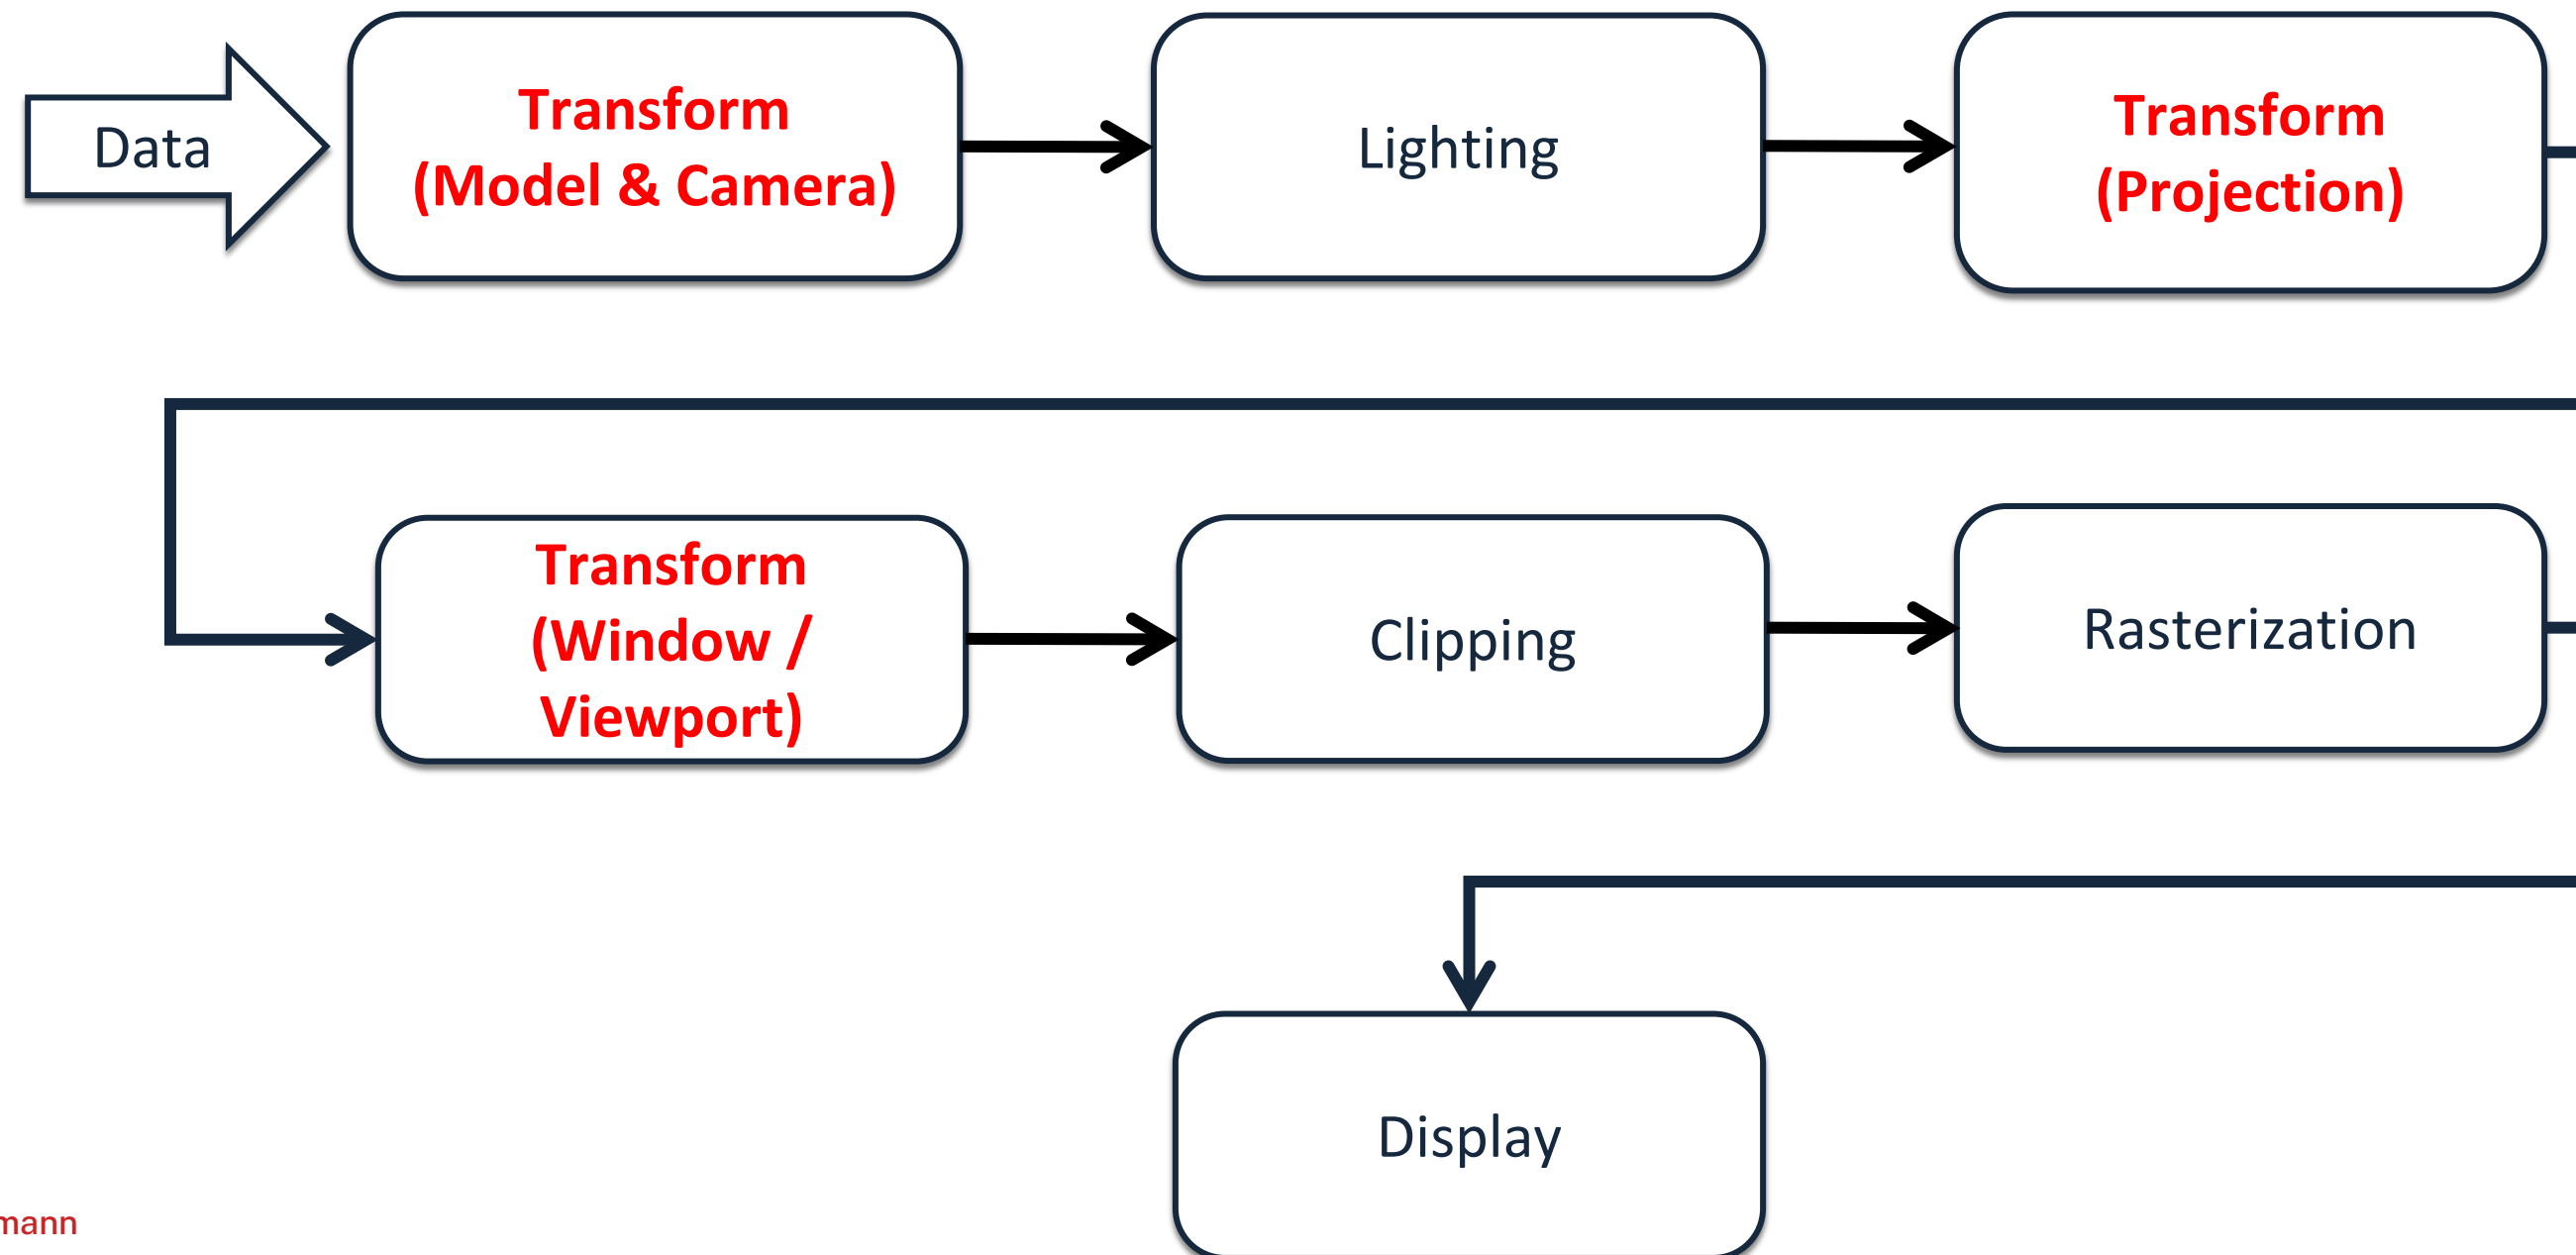 Data
Transform
(Model & Camera)
Lighting
Transform
(Projection)
Transform
(Window /
Viewport)
Clipping
Rasterization
Display
mann